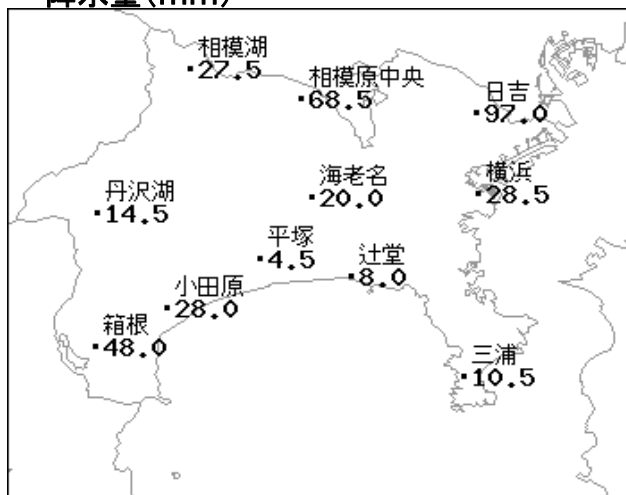 降水量(mm)
相模湖
27.5
相模原中央
68.5
日吉
97.0
丹沢湖
14.5
海老名
20.0
横浜
28.5
平塚
4.5
辻堂
8.0
小田原
28.0
箱根
48.0
三浦
10.5